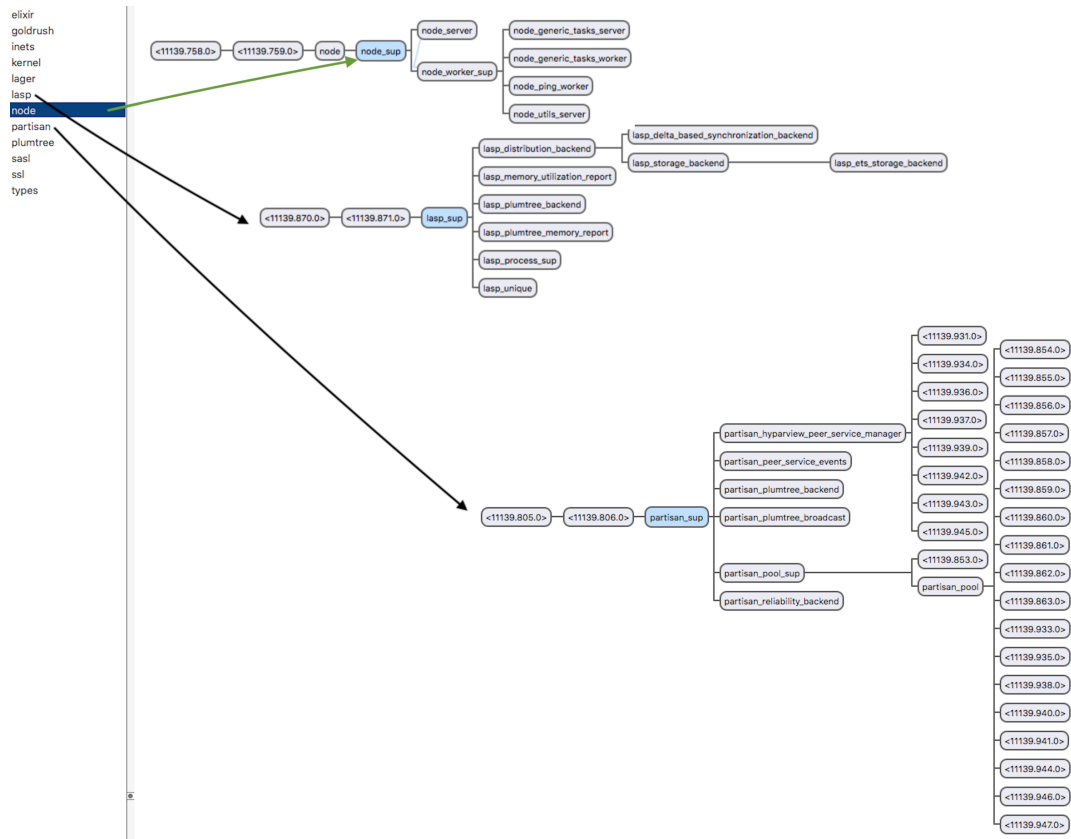 elixir
goldrush
inets
kernel
lager
lasp
node
partisan
plumtree
sasl
ssl
types
<11139.758.0>
<11139.759.0>
node
node_sup
node_server
node_worker_sup
node_generic_tasks_server
node_generic_tasks_worker
node_ping_worker
node_utils_server
<11139.870.0>
<11139.871.0>
lasp_sup
lasp_distribution_backend
lasp_memory_utilization_report
lasp_plumtree_backend
lasp_plumtree_memory_report
lasp_process_sup
lasp_unique
lasp_delta_based_synchronization_backend
lasp_storage_backend
lasp_ets_storage_backend
<11139.805.0>
<11139.806.0>
partisan_sup
partisan_hyparview_peer_service_manager
partisan_peer_service_events
partisan_plumtree_backend
partisan_plumtree_broadcast
partisan_pool_sup
partisan_reliability_backend
<11139.931.0>
<11139.934.0>
<11139.936.0>
<11139.937.0>
<11139.939.0>
<11139.942.0>
<11139.943.0>
<11139.945.0>
<11139.853.0>
partisan_pool
<11139.854.0>
<11139.855.0>
<11139.856.0>
<11139.857.0>
<11139.858.0>
<11139.859.0>
<11139.860.0>
<11139.861.0>
<11139.862.0>
<11139.863.0>
<11139.933.0>
<11139.935.0>
<11139.938.0>
<11139.940.0>
<11139.941.0>
<11139.944.0>
<11139.946.0>
<11139.947.0>